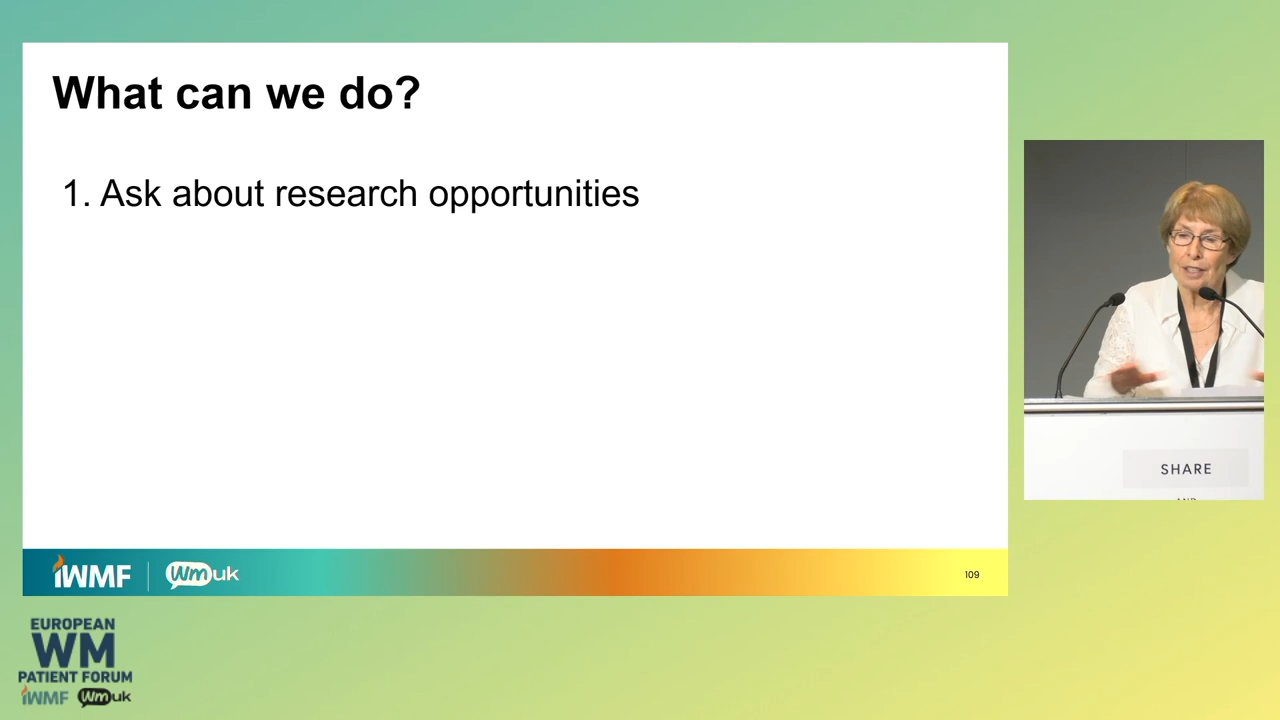 What can we do?
1. Ask about research opportunities
SHARE
AND
iWMF
Wmuk
109
EUROPEAN
WM
PATIENT FORUM
iWMF Wmuk